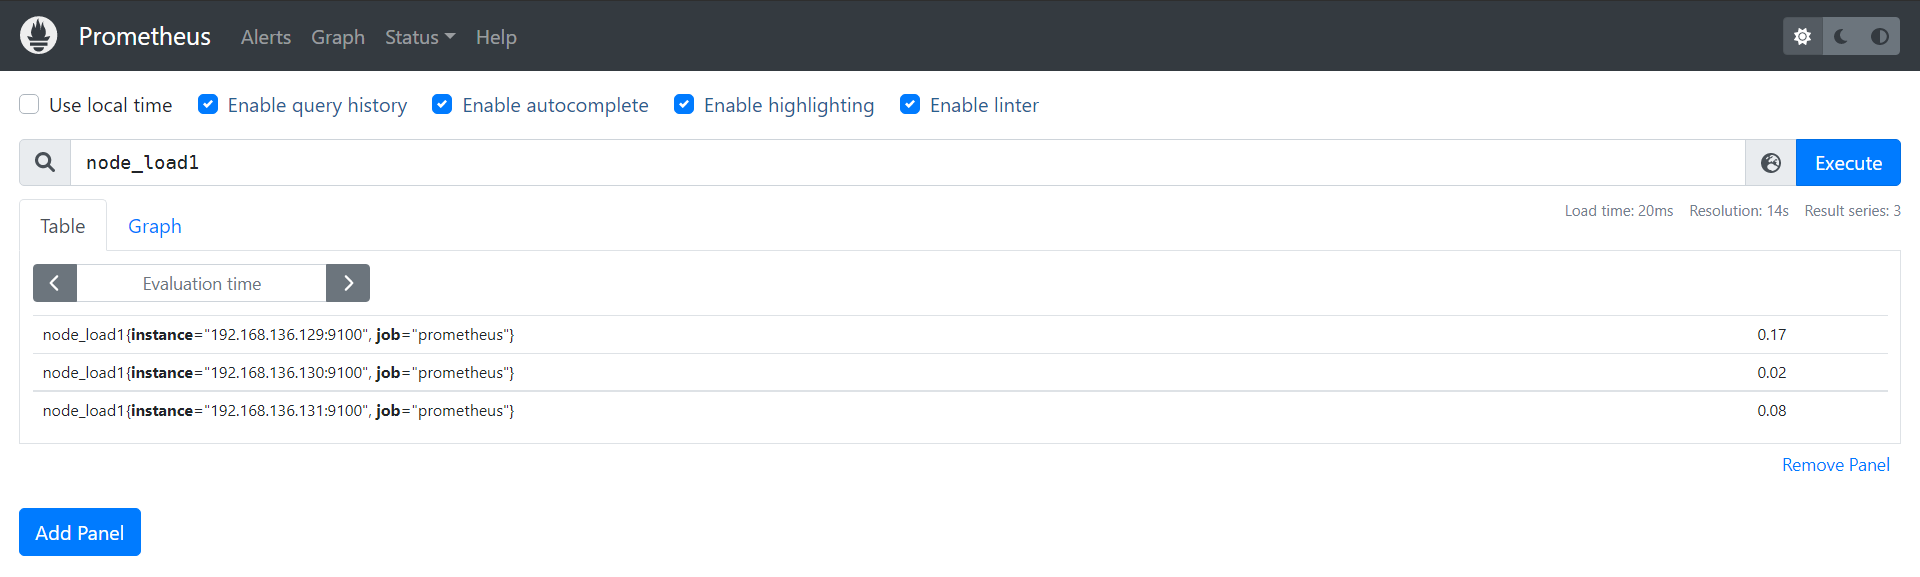 Prometheus Alerts Graph Status Help
Use local time Enable query history Enable autocomplete Enable highlighting Enable linter
node_load1 Execute
Table Graph Load time: 20ms Resolution: 14s Result series: 3
Evaluation time
node_load1{instance="192.168.136.129:9100", job="prometheus"} 0.17
node_load1{instance="192.168.136.130:9100", job="prometheus"} 0.02
node_load1{instance="192.168.136.131:9100", job="prometheus"} 0.08
Remove Panel
Add Panel